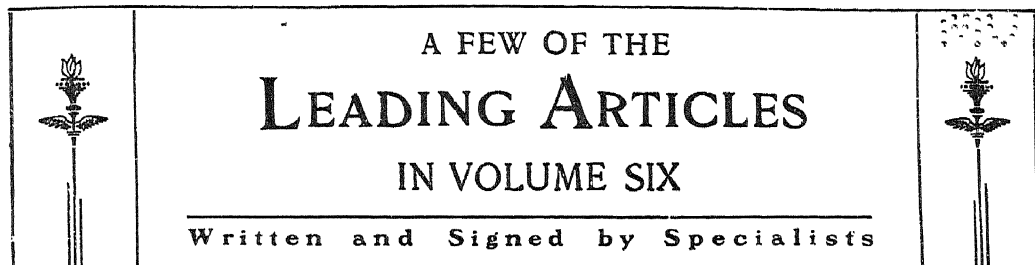 A FEW OF THE
LEADING ARTICLES
IN VOLUME SIX
Written and Signed by Specialists